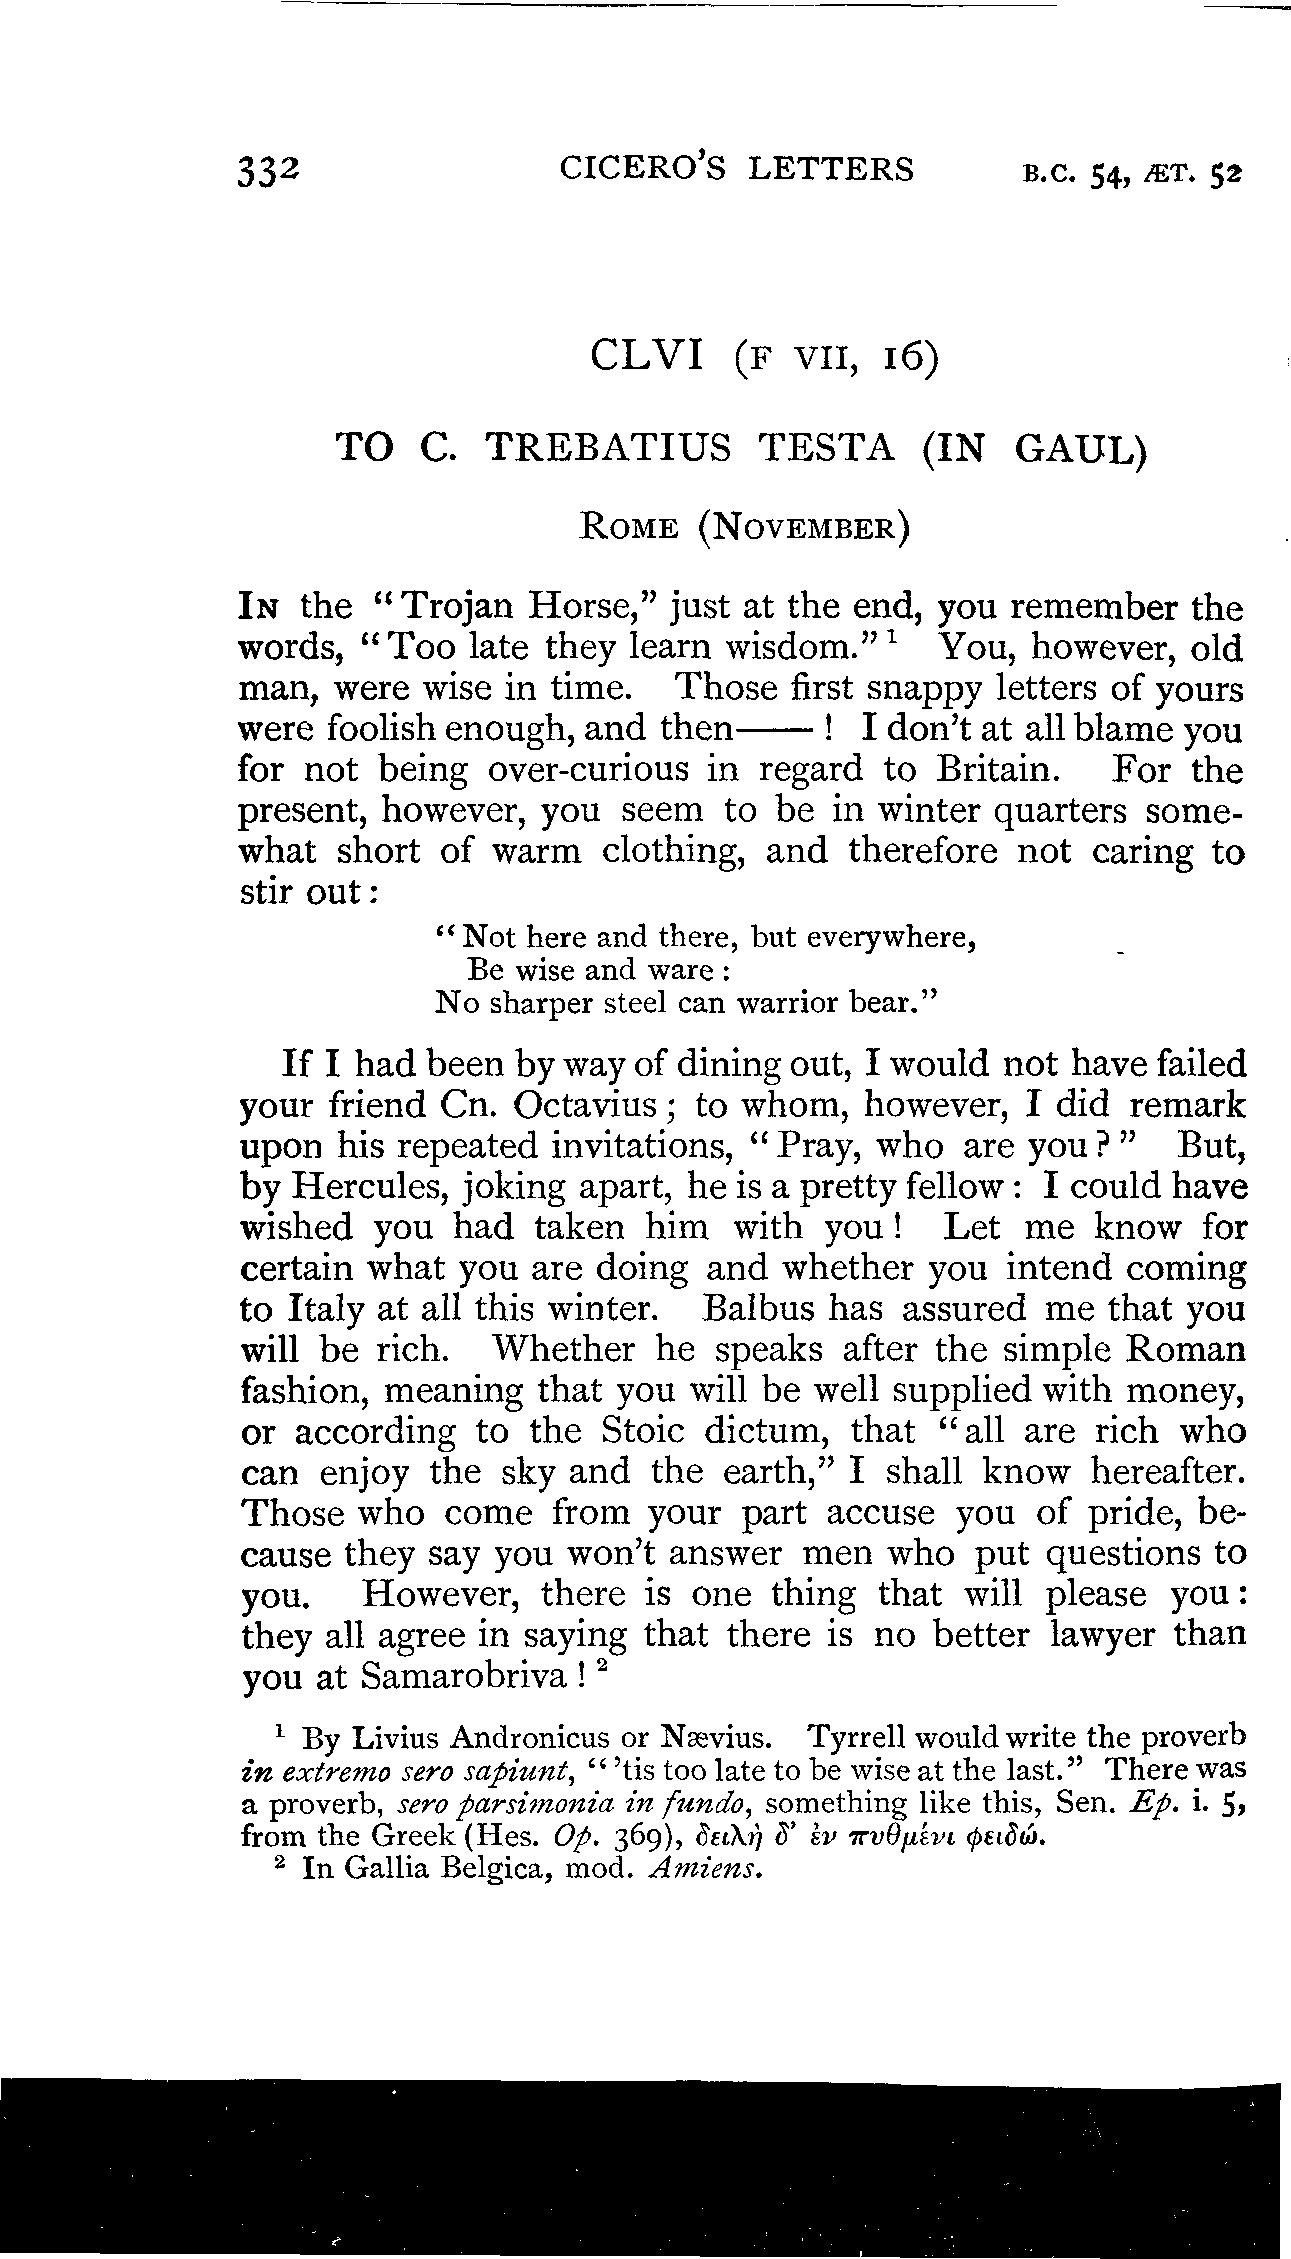 332 CICERO'S LETTERS B.C. 54, ÆT. 52
CLVI (F VII, 16)
TO C. TREBATIUS TESTA (IN GAUL)
ROME (NOVEMBER)
IN the "Trojan Horse," just at the end, you remember the
words, "Too late they learn wisdom." ¹ You, however, old
man, were wise in time. Those first snappy letters of yours
were foolish enough, and then——! I don't at all blame you
for not being over-curious in regard to Britain. For the
present, however, you seem to be in winter quarters some-
what short of warm clothing, and therefore not caring to
stir out:
"Not here and there, but everywhere,
Be wise and ware:
No sharper steel can warrior bear."
If I had been by way of dining out, I would not have failed
your friend Cn. Octavius; to whom, however, I did remark
upon his repeated invitations, "Pray, who are you?" But,
by Hercules, joking apart, he is a pretty fellow: I could have
wished you had taken him with you! Let me know for
certain what you are doing and whether you intend coming
to Italy at all this winter. Balbus has assured me that you
will be rich. Whether he speaks after the simple Roman
fashion, meaning that you will be well supplied with money,
or according to the Stoic dictum, that "all are rich who
can enjoy the sky and the earth," I shall know hereafter.
Those who come from your part accuse you of pride, be-
cause they say you won't answer men who put questions to
you. However, there is one thing that will please you:
they all agree in saying that there is no better lawyer than
you at Samarobriva! ²
¹ By Livius Andronicus or Nævius. Tyrrell would write the proverb
in extremo sero sapiunt, "'tis too late to be wise at the last." There was
a proverb, sero parsimonia in fundo, something like this, Sen. Ep. i. 5,
from the Greek (Hes. Op. 369), δειλὴ δ' ἐν πυθμένι φειδώ.
² In Gallia Belgica, mod. Amiens.